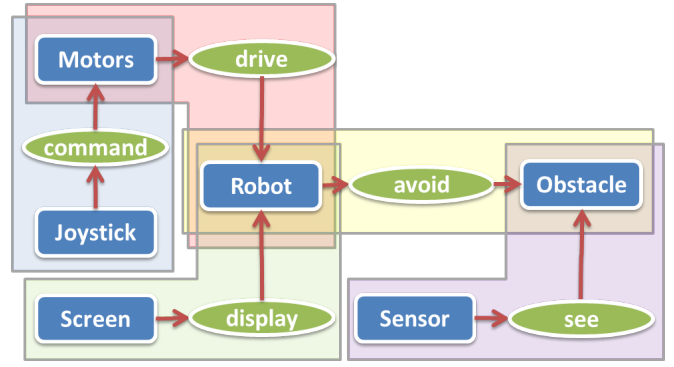 Motors
drive
command
Robot
avoid
Obstacle
Joystick
Screen
display
Sensor
see